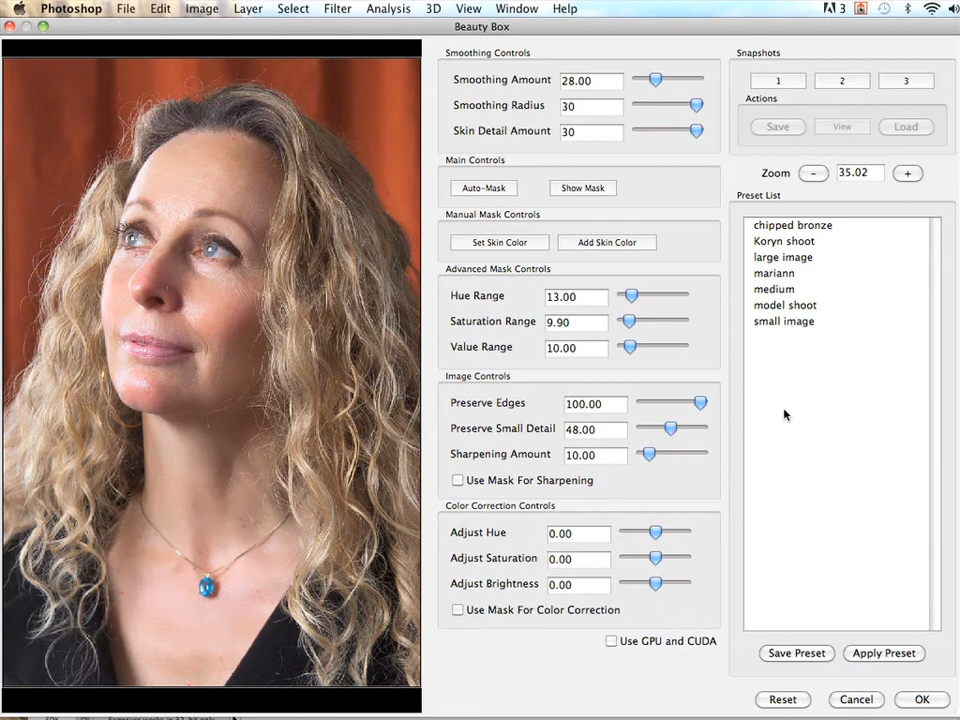 Photoshop File Edit Image Layer Select Filter Analysis 3D View Window Help 3
Beauty Box
Smoothing Controls
Smoothing Amount 28.00
Smoothing Radius 30
Skin Detail Amount 30
Main Controls
Auto-Mask Show Mask
Manual Mask Controls
Set Skin Color Add Skin Color
Advanced Mask Controls
Hue Range 13.00
Saturation Range 9.90
Value Range 10.00
Image Controls
Preserve Edges 100.00
Preserve Small Detail 48.00
Sharpening Amount 10.00
Use Mask For Sharpening
Color Correction Controls
Adjust Hue 0.00
Adjust Saturation 0.00
Adjust Brightness 0.00
Use Mask For Color Correction
Use GPU and CUDA
Snapshots
1 2 3
Actions
Save View Load
Zoom - 35.02 +
Preset List
chipped bronze
Koryn shoot
large image
mariann
medium
model shoot
small image
Save Preset Apply Preset
Reset Cancel OK